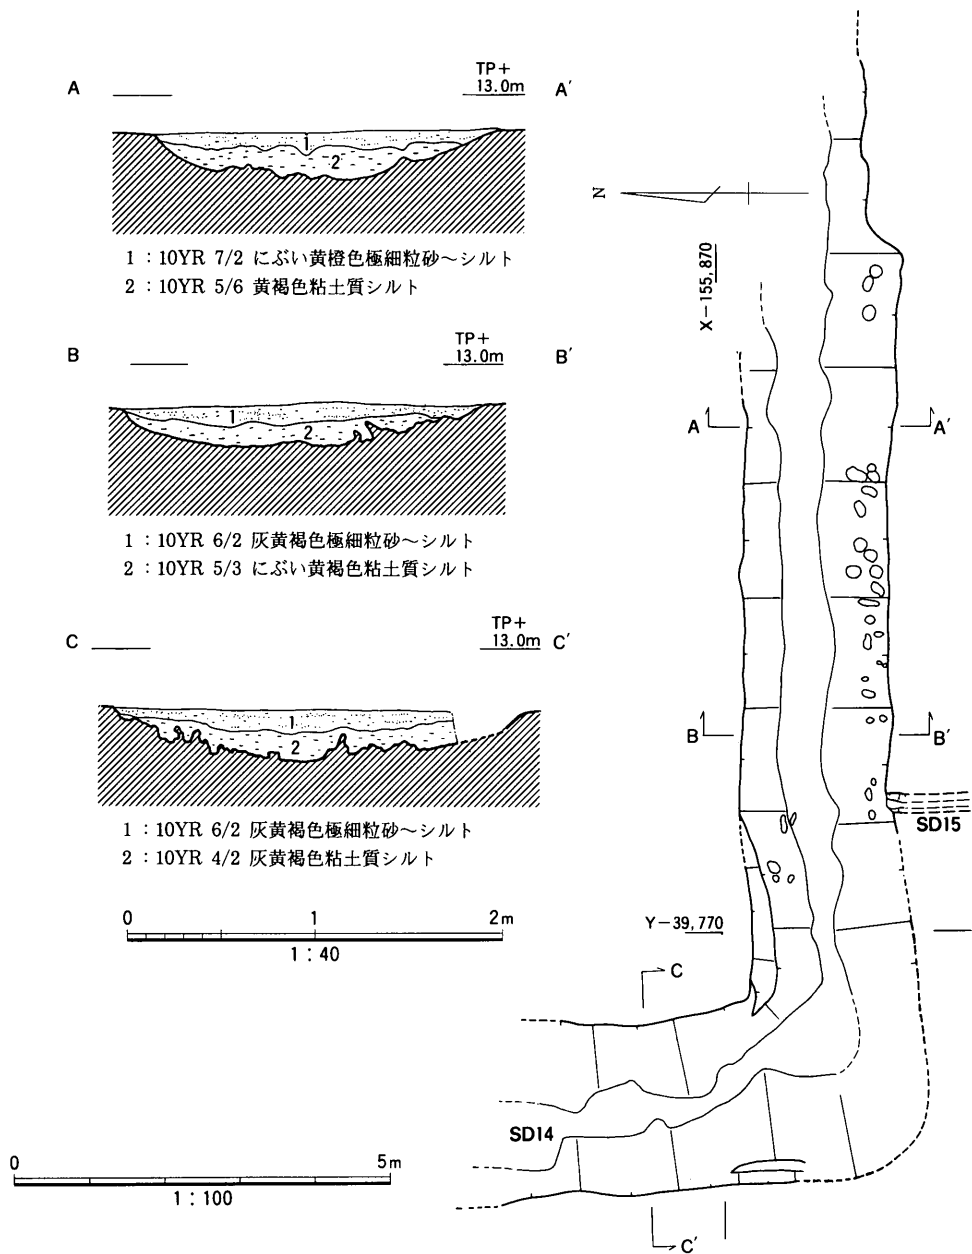 A
TP+
13.0m
A′
1
2
1：10YR 7/2 にぶい黄橙色極細粒砂～シルト
2：10YR 5/6 黄褐色粘土質シルト
B
TP+
13.0m
B′
1
2
1：10YR 6/2 灰黄褐色極細粒砂～シルト
2：10YR 5/3 にぶい黄褐色粘土質シルト
C
TP+
13.0m
C′
1
2
1：10YR 6/2 灰黄褐色極細粒砂～シルト
2：10YR 4/2 灰黄褐色粘土質シルト
0 1 2m
1：40
N
X－155,870
A A′
B B′
SD15
Y－39,770
C
SD14
C′
0 5m
1：100